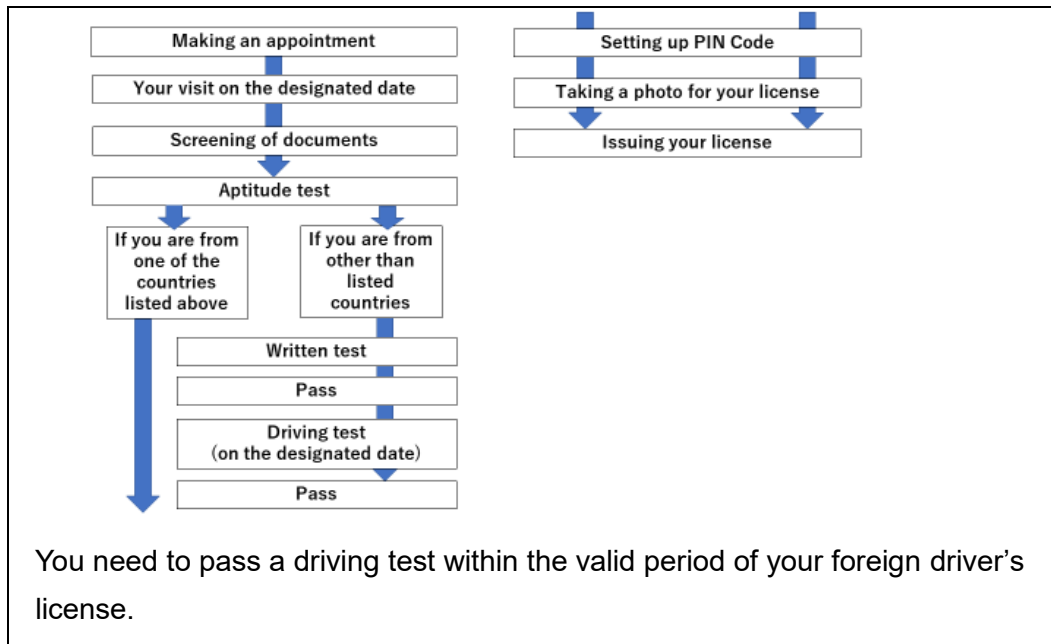 Making an appointment
Your visit on the designated date
Screening of documents
Aptitude test
If you are from
one of the
countries
listed above
If you are from
other than
listed
countries
Written test
Pass
Driving test
(on the designated date)
Pass
Setting up PIN Code
Taking a photo for your license
Issuing your license
You need to pass a driving test within the valid period of your foreign driver’s
license.